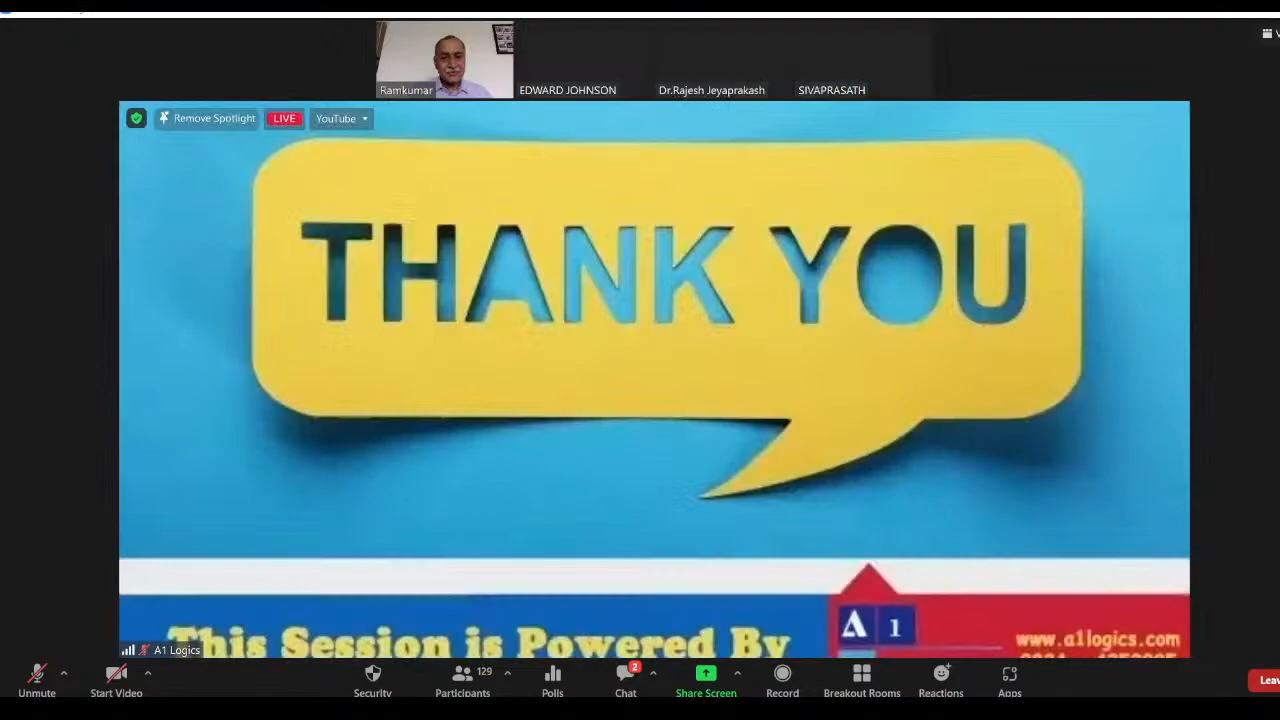 Ramkumar
EDWARD JOHNSON
Dr.Rajesh Jeyaprakash
SIVAPRASATH
Remove Spotlight
LIVE
YouTube
THANK YOU
This Session is Powered By
A 1
www.a1logics.com
A1 Logics
Unmute
Start Video
Security
Participants
129
Polls
Chat
2
Share Screen
Record
Breakout Rooms
Reactions
Apps